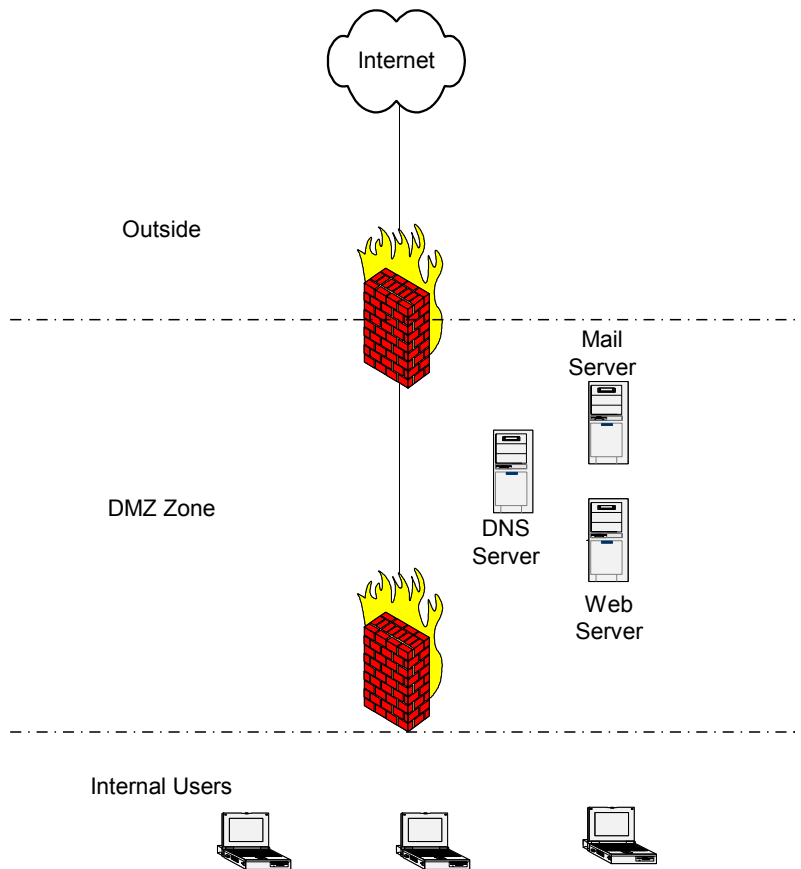 Internet
Outside
Mail
Server
DMZ Zone
DNS
Server
Web
Server
Internal Users